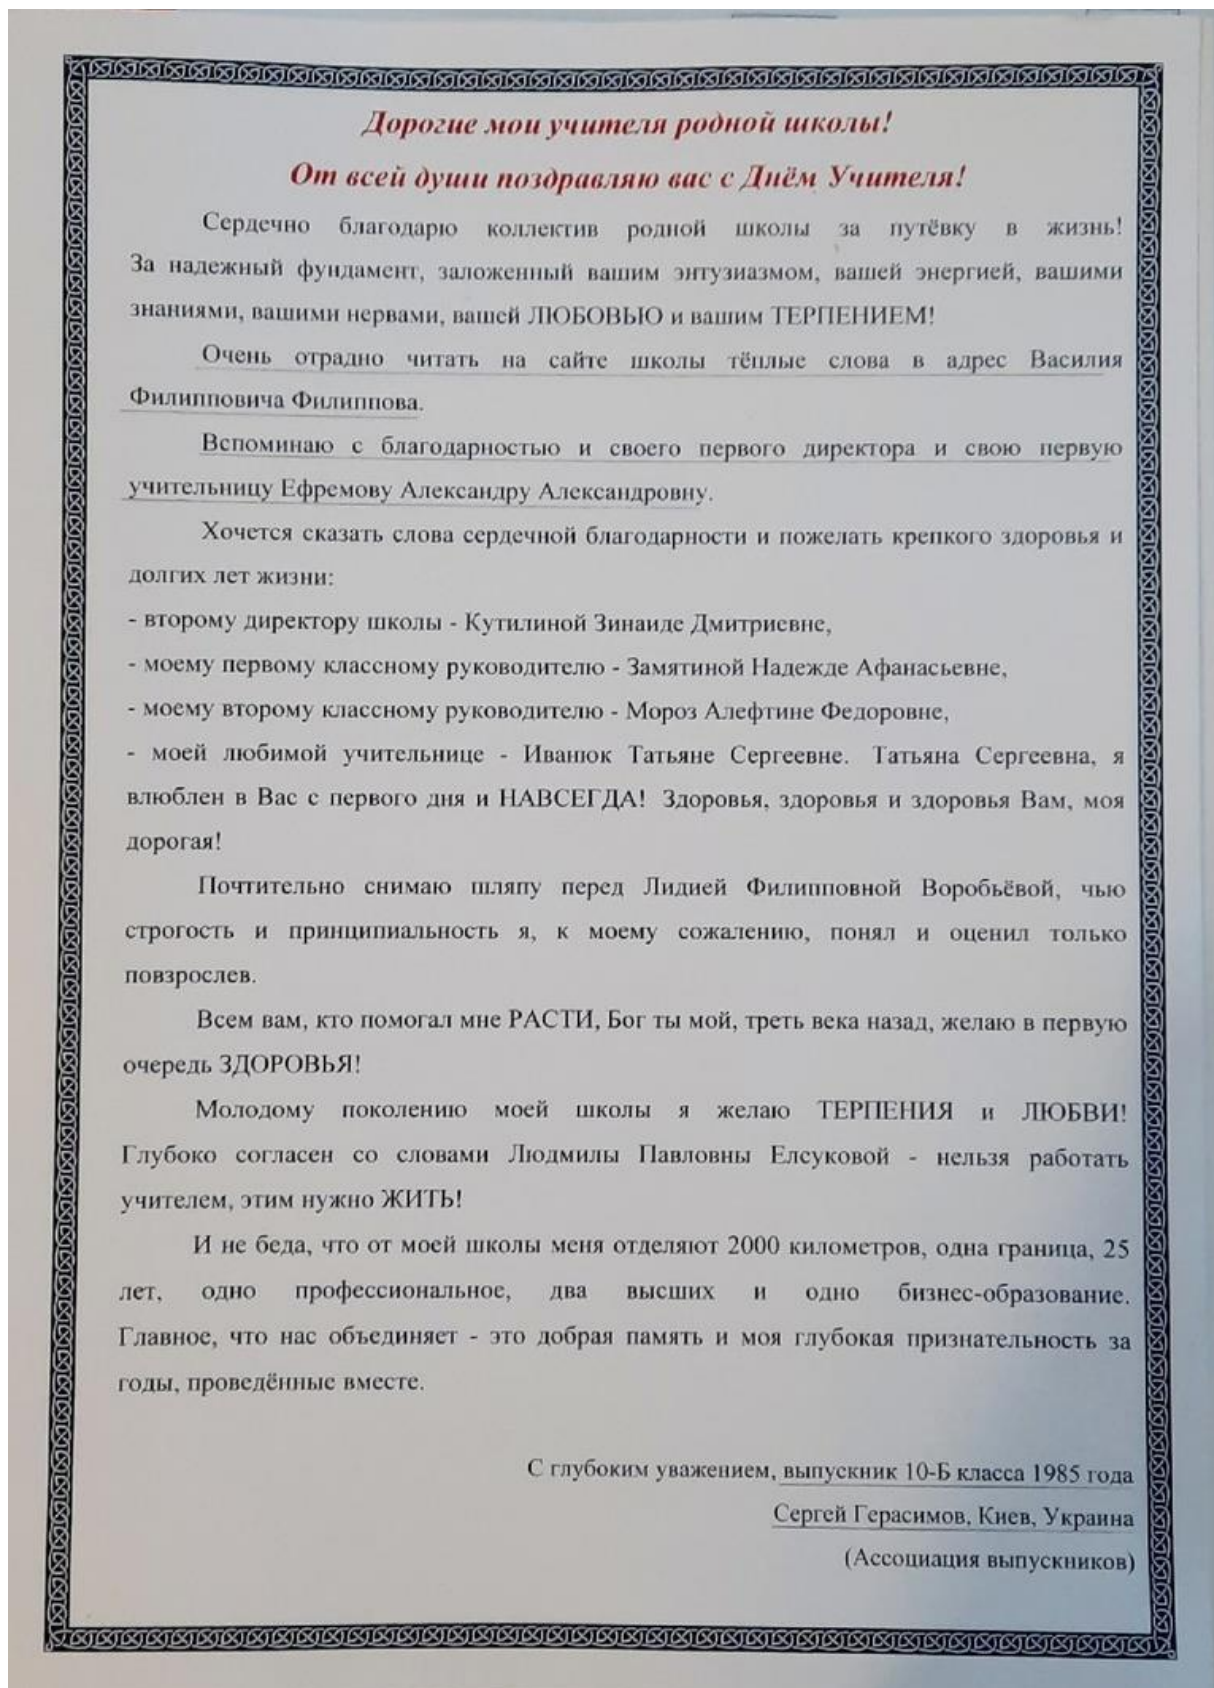 Дорогие мои учителя родной школы!
От всей души поздравляю вас с Днём Учителя!
Сердечно благодарю коллектив родной школы за путёвку в жизнь!
За надежный фундамент, заложенный вашим энтузиазмом, вашей энергией, вашими
знаниями, вашими нервами, вашей ЛЮБОВЬЮ и вашим ТЕРПЕНИЕМ!
Очень отрадно читать на сайте школы тёплые слова в адрес Василия
Филипповича Филиппова.
Вспоминаю с благодарностью и своего первого директора и свою первую
учительницу Ефремову Александру Александровну.
Хочется сказать слова сердечной благодарности и пожелать крепкого здоровья и
долгих лет жизни:
- второму директору школы - Кутилиной Зинаиде Дмитриевне,
- моему первому классному руководителю - Замятиной Надежде Афанасьевне,
- моему второму классному руководителю - Мороз Алефтине Федоровне,
- моей любимой учительнице - Иванюк Татьяне Сергеевне. Татьяна Сергеевна, я
влюблен в Вас с первого дня и НАВСЕГДА! Здоровья, здоровья и здоровья Вам, моя
дорогая!
Почтительно снимаю шляпу перед Лидией Филипповной Воробьёвой, чью
строгость и принципиальность я, к моему сожалению, понял и оценил только
повзрослев.
Всем вам, кто помогал мне РАСТИ, Бог ты мой, треть века назад, желаю в первую
очередь ЗДОРОВЬЯ!
Молодому поколению моей школы я желаю ТЕРПЕНИЯ и ЛЮБВИ!
Глубоко согласен со словами Людмилы Павловны Елсуковой - нельзя работать
учителем, этим нужно ЖИТЬ!
И не беда, что от моей школы меня отделяют 2000 километров, одна граница, 25
лет, одно профессиональное, два высших и одно бизнес-образование.
Главное, что нас объединяет - это добрая память и моя глубокая признательность за
годы, проведённые вместе.
С глубоким уважением, выпускник 10-Б класса 1985 года
Сергей Герасимов, Киев, Украина
(Ассоциация выпускников)